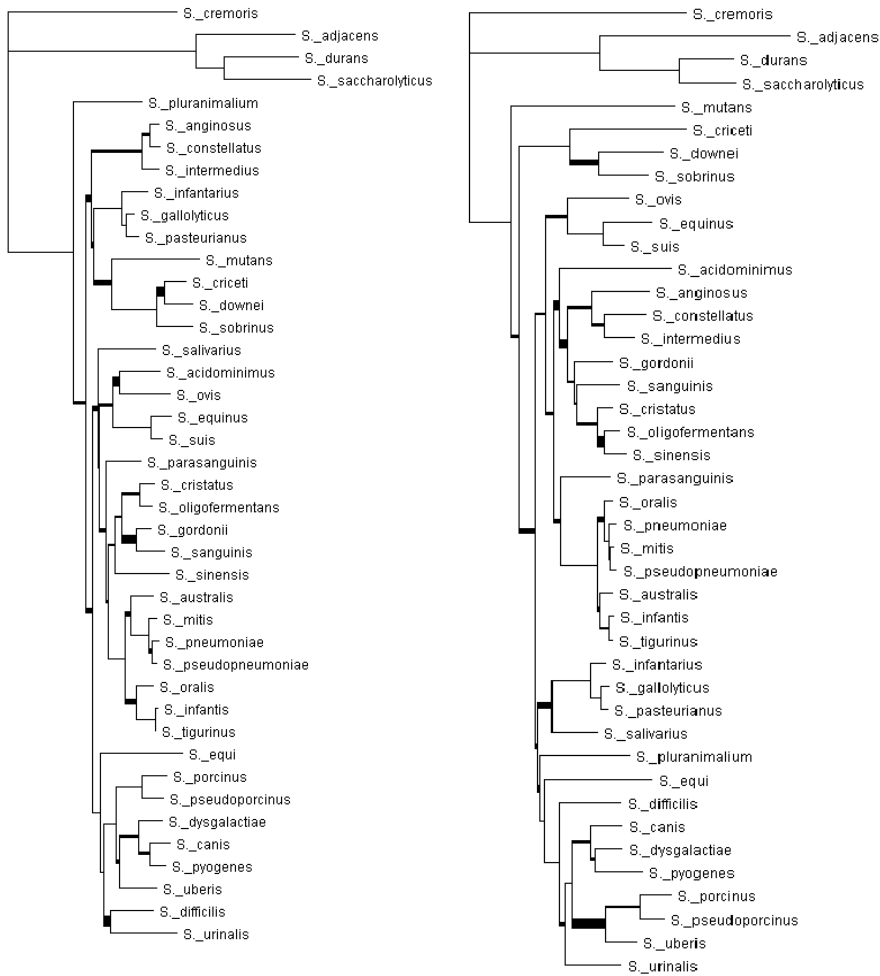 S._cremoris
S._adjacens
S._durans
S._saccharolyticus
S._pluranimalium
S._anginosus
S._constellatus
S._intermedius
S._infantarius
S._gallolyticus
S._pasteurianus
S._mutans
S._criceti
S._downei
S._sobrinus
S._salivarius
S._acidominimus
S._ovis
S._equinus
S._suis
S._parasanguinis
S._cristatus
S._oligofermentans
S._gordonii
S._sanguinis
S._sinensis
S._australis
S._mitis
S._pneumoniae
S._pseudopneumoniae
S._oralis
S._infantis
S._tigurinus
S._equi
S._porcinus
S._pseudoporcinus
S._dysgalactiae
S._canis
S._pyogenes
S._uberis
S._difficilis
S._urinalis
S._cremoris
S._adjacens
S._durans
S._saccharolyticus
S._mutans
S._criceti
S._downei
S._sobrinus
S._ovis
S._equinus
S._suis
S._acidominimus
S._anginosus
S._constellatus
S._intermedius
S._gordonii
S._sanguinis
S._cristatus
S._oligofermentans
S._sinensis
S._parasanguinis
S._oralis
S._pneumoniae
S._mitis
S._pseudopneumoniae
S._australis
S._infantis
S._tigurinus
S._infantarius
S._gallolyticus
S._pasteurianus
S._salivarius
S._pluranimalium
S._equi
S._difficilis
S._canis
S._dysgalactiae
S._pyogenes
S._porcinus
S._pseudoporcinus
S._uberis
S._urinalis